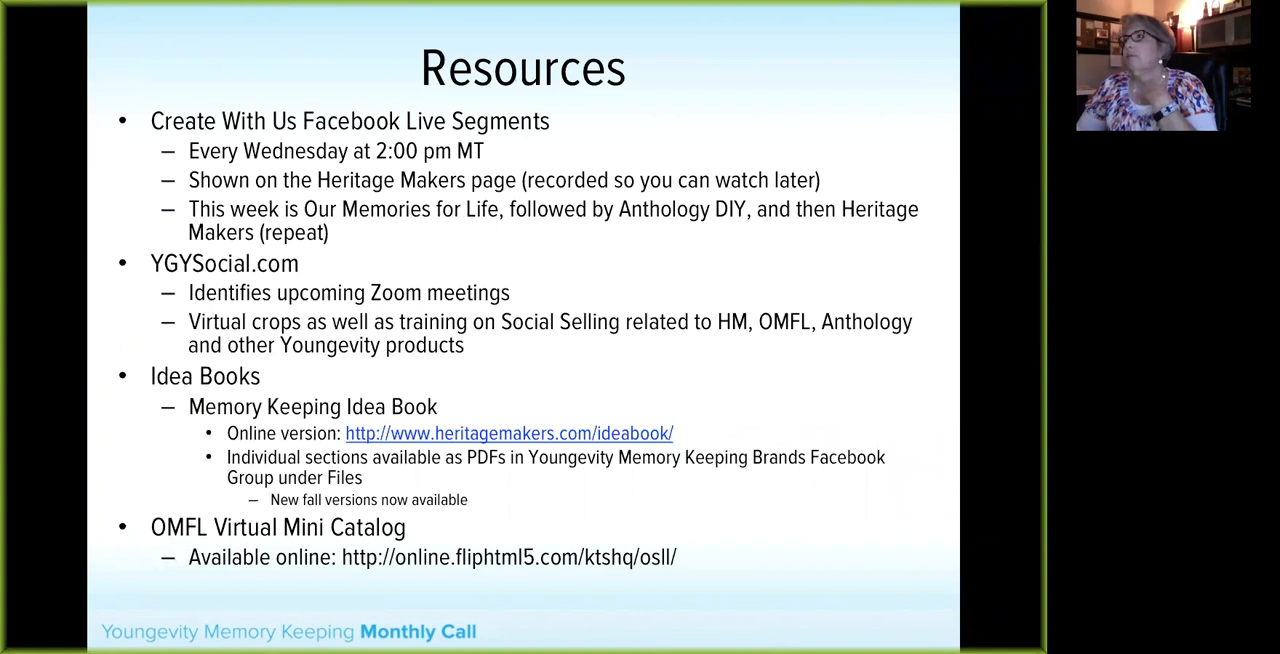 Resources
• Create With Us Facebook Live Segments
– Every Wednesday at 2:00 pm MT
– Shown on the Heritage Makers page (recorded so you can watch later)
– This week is Our Memories for Life, followed by Anthology DIY, and then Heritage
Makers (repeat)
• YGYSocial.com
– Identifies upcoming Zoom meetings
– Virtual crops as well as training on Social Selling related to HM, OMFL, Anthology
and other Youngevity products
• Idea Books
– Memory Keeping Idea Book
• Online version: http://www.heritagemakers.com/ideabook/
• Individual sections available as PDFs in Youngevity Memory Keeping Brands Facebook
Group under Files
– New fall versions now available
• OMFL Virtual Mini Catalog
– Available online: http://online.fliphtml5.com/ktshq/osll/
Youngevity Memory Keeping Monthly Call